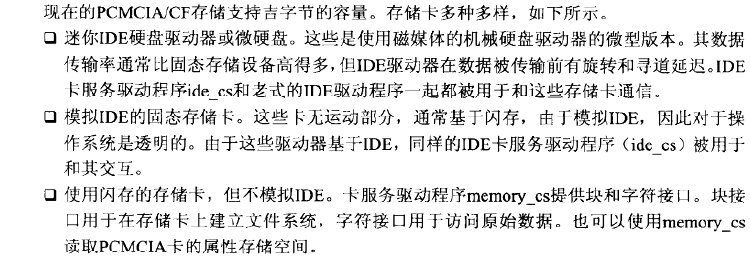 现在的PCMCIA/CF存储支持吉字节的容量。存储卡多种多样，如下所示。
❑ 迷你IDE硬盘驱动器或微硬盘。这些是使用磁媒体的机械硬盘驱动器的微型版本。其数据
传输率通常比固态存储设备高得多，但IDE驱动器在数据被传输前有旋转和寻道延迟。IDE
卡服务驱动程序ide_cs和老式的IDE驱动程序一起都被用于和这些存储卡通信。
❑ 模拟IDE的固态存储卡。这些卡无运动部分，通常基于闪存，由于模拟IDE，因此对于操
作系统是透明的。由于这些驱动器基于IDE，同样的IDE卡服务驱动程序（ide_cs）被用于
和其交互。
❑ 使用闪存的存储卡，但不模拟IDE。卡服务驱动程序memory_cs提供块和字符接口。块接
口用于在存储卡上建立文件系统，字符接口用于访问原始数据。也可以使用memory_cs
读取PCMCIA卡的属性存储空间。